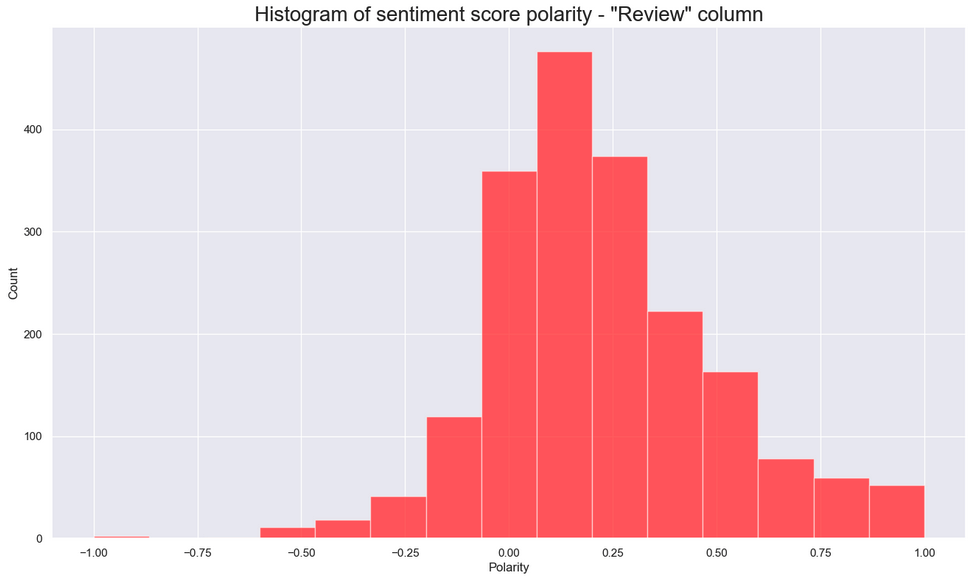 Histogram of sentiment score polarity - "Review" column
400
300
200
100
0
Count
−1.00 −0.75 −0.50 −0.25 0.00 0.25 0.50 0.75 1.00
Polarity